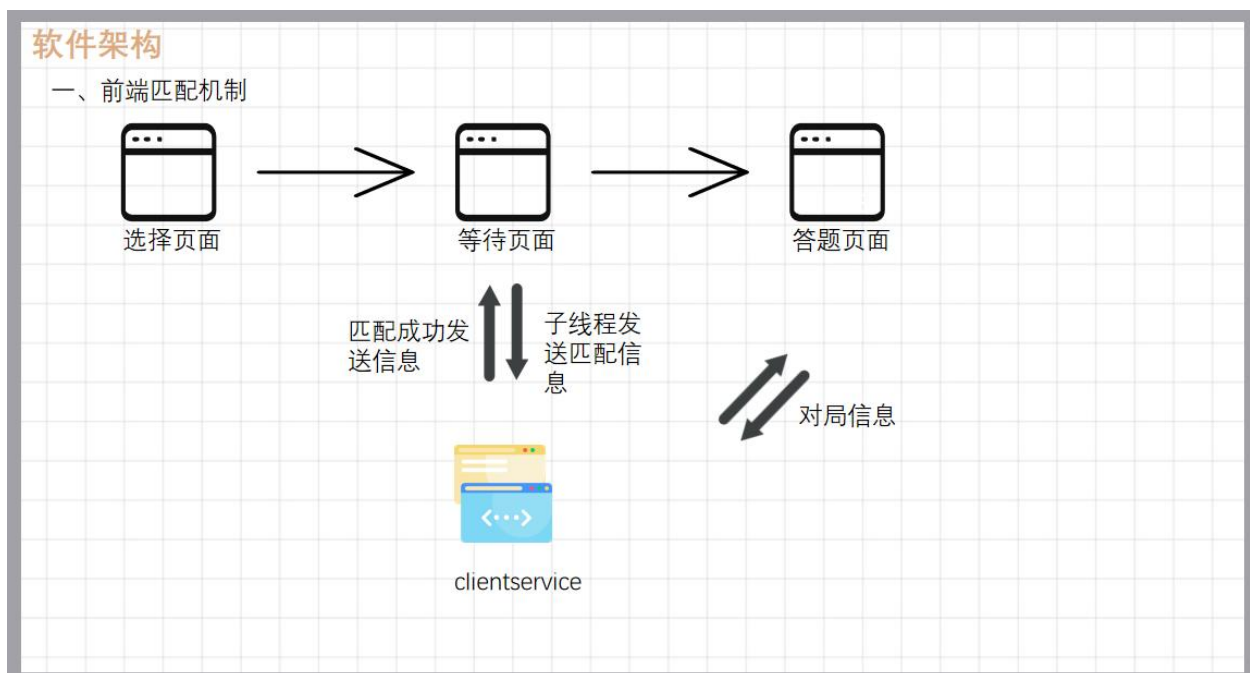 软件架构
一、前端匹配机制
选择页面
等待页面
答题页面
匹配成功发
送信息
子线程发
送匹配信
息
对局信息
clientservice